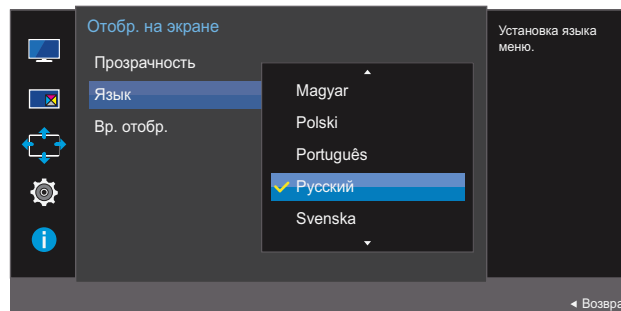 Отобр. на экране
Прозрачность
Язык
Вр. отобр.
Magyar
Polski
Português
Русский
Svenska
Установка языка
меню.